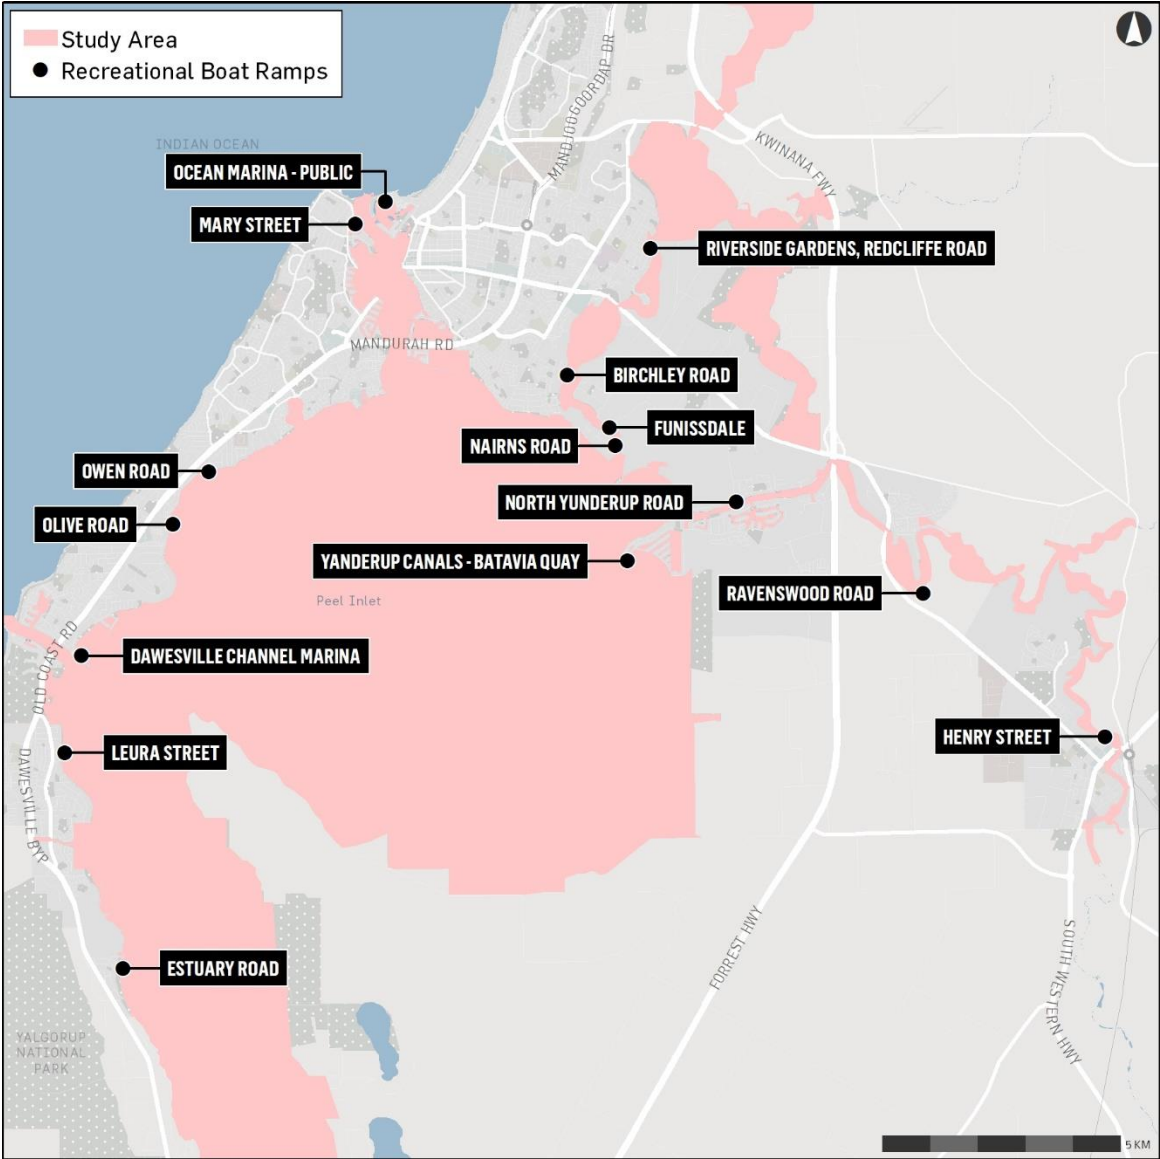 Study Area
Recreational Boat Ramps
MANDJOOGOORDAP DR
KWINANA FWY
INDIAN OCEAN
OCEAN MARINA - PUBLIC
MARY STREET
RIVERSIDE GARDENS, REDCLIFFE ROAD
MANDURAH RD
BIRCHLEY ROAD
FUNISSDALE
NAIRNS ROAD
OWEN ROAD
NORTH YUNDERUP ROAD
OLIVE ROAD
YANDERUP CANALS - BATAVIA QUAY
RAVENSWOOD ROAD
Peel Inlet
OLD COAST RD
DAWESVILLE CHANNEL MARINA
HENRY STREET
LEURA STREET
DAWESVILLE BYP
FORREST HWY
ESTUARY ROAD
SOUTH WESTERN HWY
YALGORUP
NATIONAL
PARK
5 KM